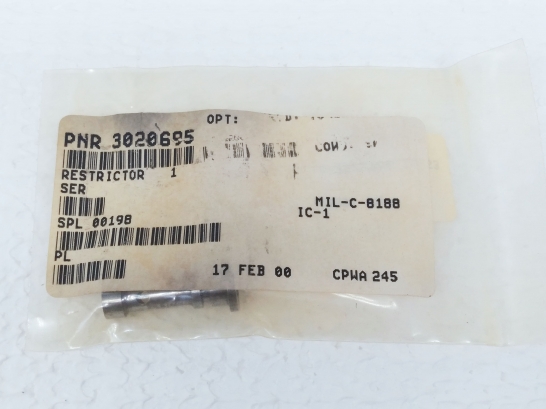 OPT:
PNR 3020695
RESTRICTOR 1
SER
MIL-C-8188
IC-1
SPL 00198
PL
17 FEB 00 CPWA 245